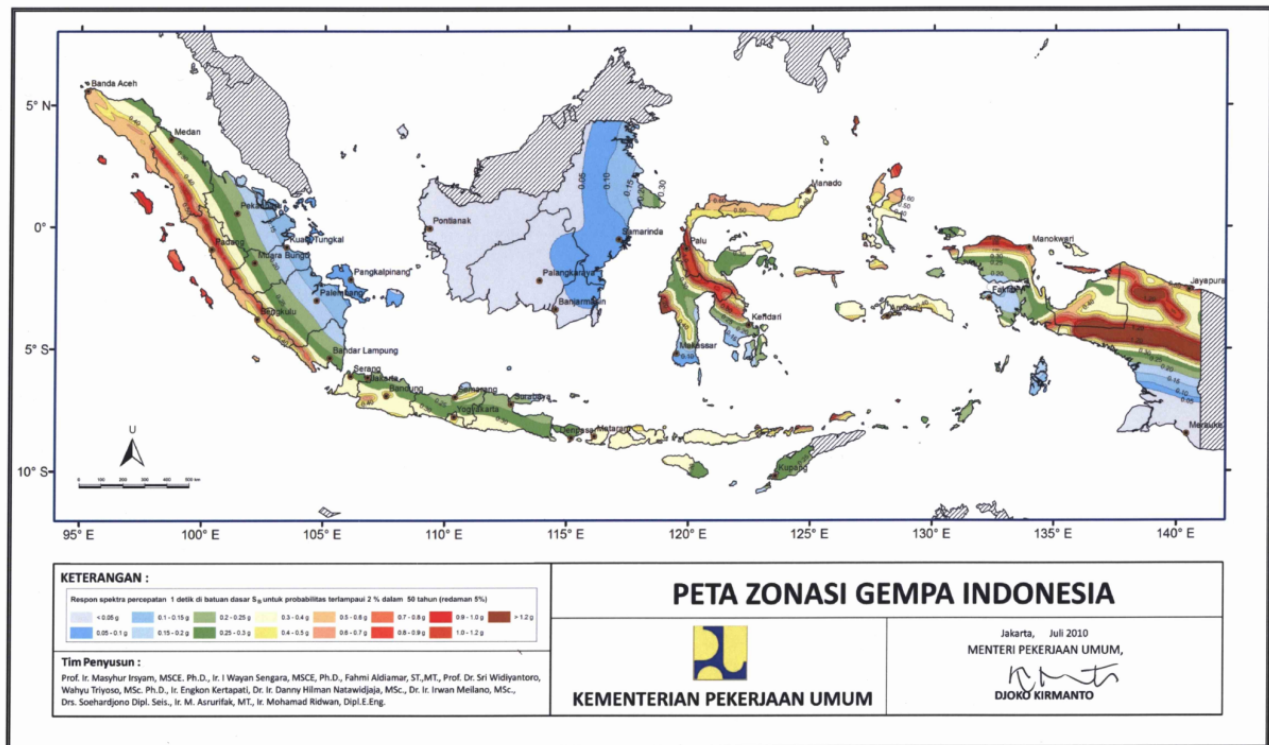 Banda Aceh
5° N
Medan
Pekanbaru
Manado
0°
Pontianak
Padang
Kuala Tungkal
Muara Bungo
Samarinda
Palu
Manokwari
Pangkalpinang
Palangkaraya
Jayapura
Palembang
Banjarmasin
Kendari
Bengkulu
Makassar
5° S
Bandar Lampung
Serang
Jakarta
Bandung
Semarang
Surabaya
Yogyakarta
Denpasar
Mataram
Merauke
U
10° S
Kupang
0 100 200 300 400 500 km
95° E 100° E 105° E 110° E 115° E 120° E 125° E 130° E 135° E 140° E
KETERANGAN :
Respon spektra percepatan 1 detik di batuan dasar SB untuk probabilitas terlampaui 2 % dalam 50 tahun (redaman 5%)
< 0.05 g 0.1 - 0.15 g 0.2 - 0.25 g 0.3 - 0.4 g 0.5 - 0.6 g 0.7 - 0.8 g 0.9 - 1.0 g > 1.2 g
0.05 - 0.1 g 0.15 - 0.2 g 0.25 - 0.3 g 0.4 - 0.5 g 0.6 - 0.7 g 0.8 - 0.9 g 1.0 - 1.2 g
Tim Penyusun :
Prof. Ir. Masyhur Irsyam, MSCE. Ph.D., Ir. I Wayan Sengara, MSCE, Ph.D., Fahmi Aldiamar, ST.,MT., Prof. Dr. Sri Widiyantoro,
Wahyu Triyoso, MSc. Ph.D., Ir. Engkon Kertapati, Dr. Ir. Danny Hilman Natawidjaja, MSc., Dr. Ir. Irwan Meilano, MSc.,
Drs. Soehardjono Dipl. Seis., Ir. M. Asrurifak, MT., Ir. Mohamad Ridwan, Dipl.E.Eng.
PETA ZONASI GEMPA INDONESIA
KEMENTERIAN PEKERJAAN UMUM
Jakarta, Juli 2010
MENTERI PEKERJAAN UMUM,
DJOKO KIRMANTO